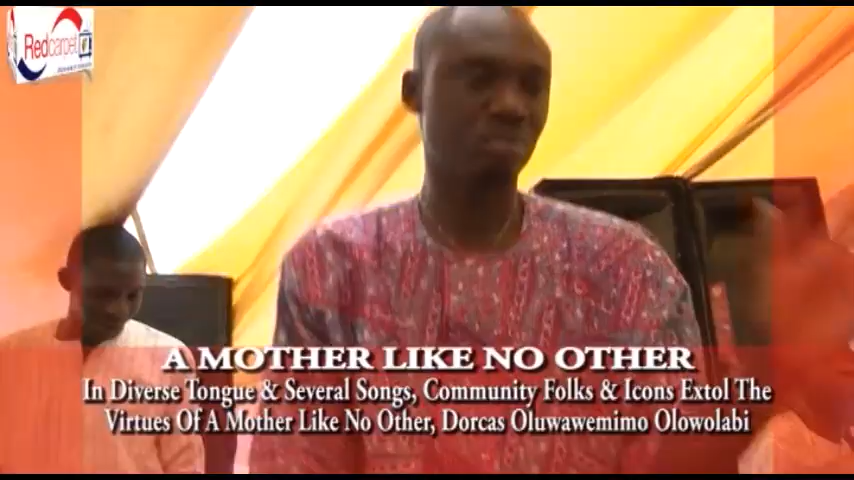 Redcarpet
A MOTHER LIKE NO OTHER
In Diverse Tongue & Several Songs, Community Folks & Icons Extol The
Virtues Of A Mother Like No Other, Dorcas Oluwawemimo Olowolabi